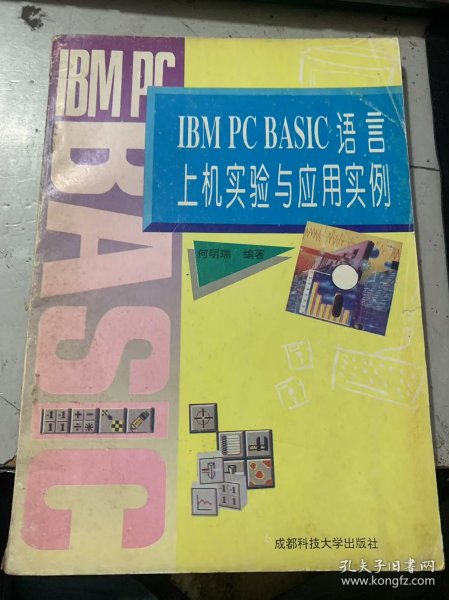 IBM PC
BASIC
IBM PC BASIC 语言
上机实验与应用实例
何明瑞 编著
成都科技大学出版社
孔夫子旧书网
www.kongfz.com